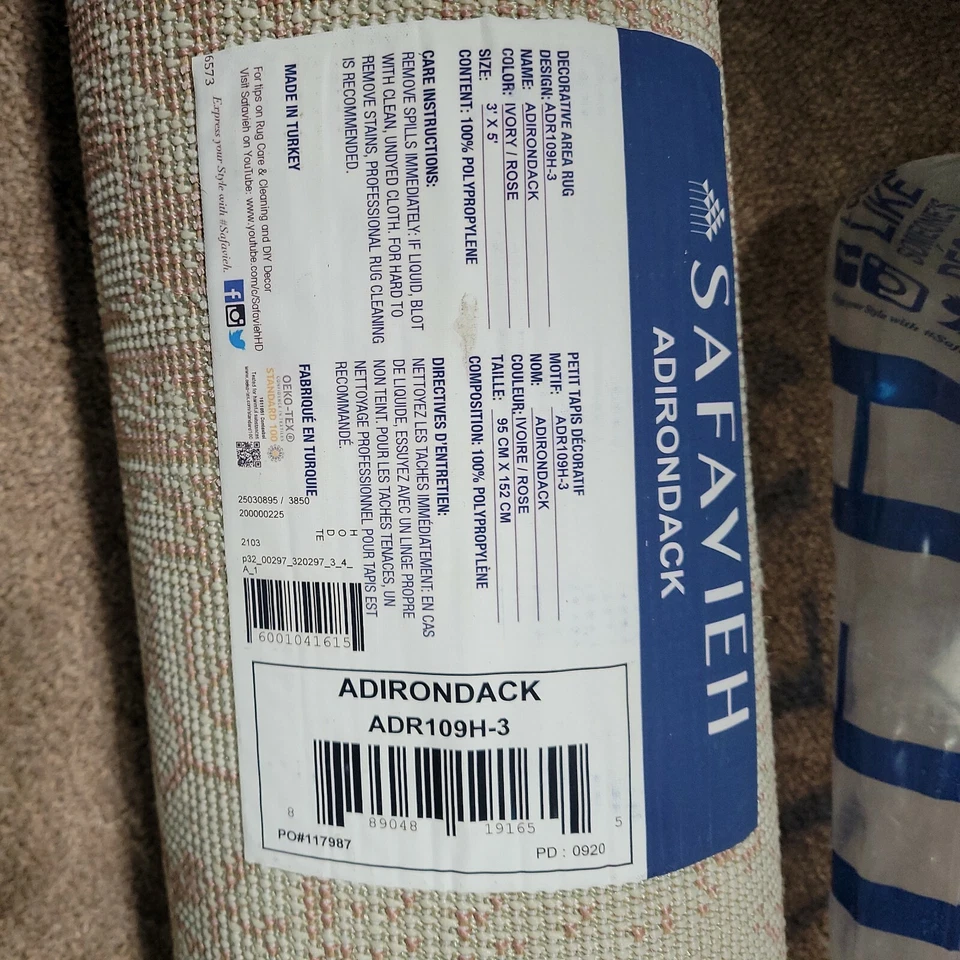 SAFAVIEH
ADIRONDACK
DECORATIVE AREA RUG
DESIGN: ADR109H-3
NAME: ADIRONDACK
COLOR: IVORY / ROSE
SIZE: 3' X 5'
CONTENT: 100% POLYPROPYLENE
CARE INSTRUCTIONS:
REMOVE SPILLS IMMEDIATELY: IF LIQUID, BLOT
WITH CLEAN, UNDYED CLOTH. FOR HARD TO
REMOVE STAINS, PROFESSIONAL RUG CLEANING
IS RECOMMENDED.
MADE IN TURKEY
For tips on Rug Care & Cleaning and DIY Decor
Visit Safavieh on YouTube: www.youtube.com/c/SafaviehHD
6573 Express your Style with #Safavieh.
PETIT TAPIS DÉCORATIF
MOTIF: ADR109H-3
NOM: ADIRONDACK
COULEUR: IVOIRE / ROSE
TAILLE: 95 CM X 152 CM
COMPOSITION: 100% POLYPROPYLÈNE
DIRECTIVES D'ENTRETIEN:
NETTOYEZ LES TACHES IMMÉDIATEMENT: EN CAS
DE LIQUIDE, ESSUYEZ AVEC UN LINGE PROPRE
NON TEINT. POUR LES TACHES TENACES, UN
NETTOYAGE PROFESSIONNEL POUR TAPIS EST
RECOMMANDÉ.
FABRIQUÉ EN TURQUIE
OEKO-TEX®
STANDARD 100
25030895 / 3850
200000225
H O D TE
2103
p32_00297_320297_3_4_
A_1
6001041615
ADIRONDACK
ADR109H-3
8 89048 19165 5
PO#117987
PD : 0920
LIKE
Style with